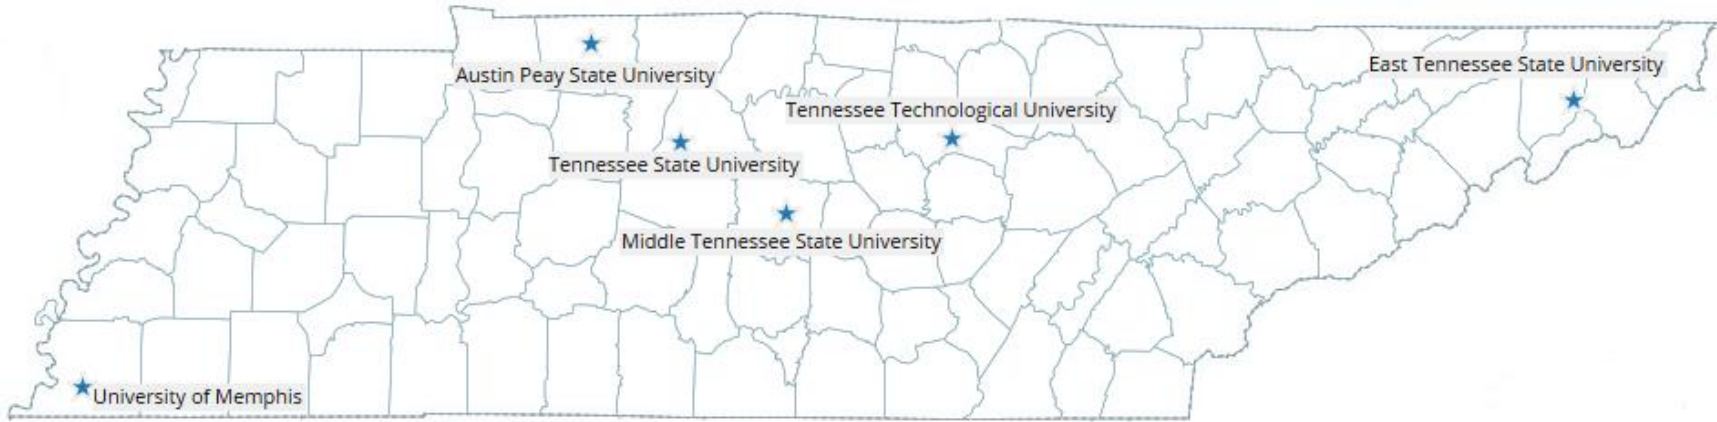 East Tennessee State University
Austin Peay State University
Tennessee Technological University
Tennessee State University
Middle Tennessee State University
University of Memphis